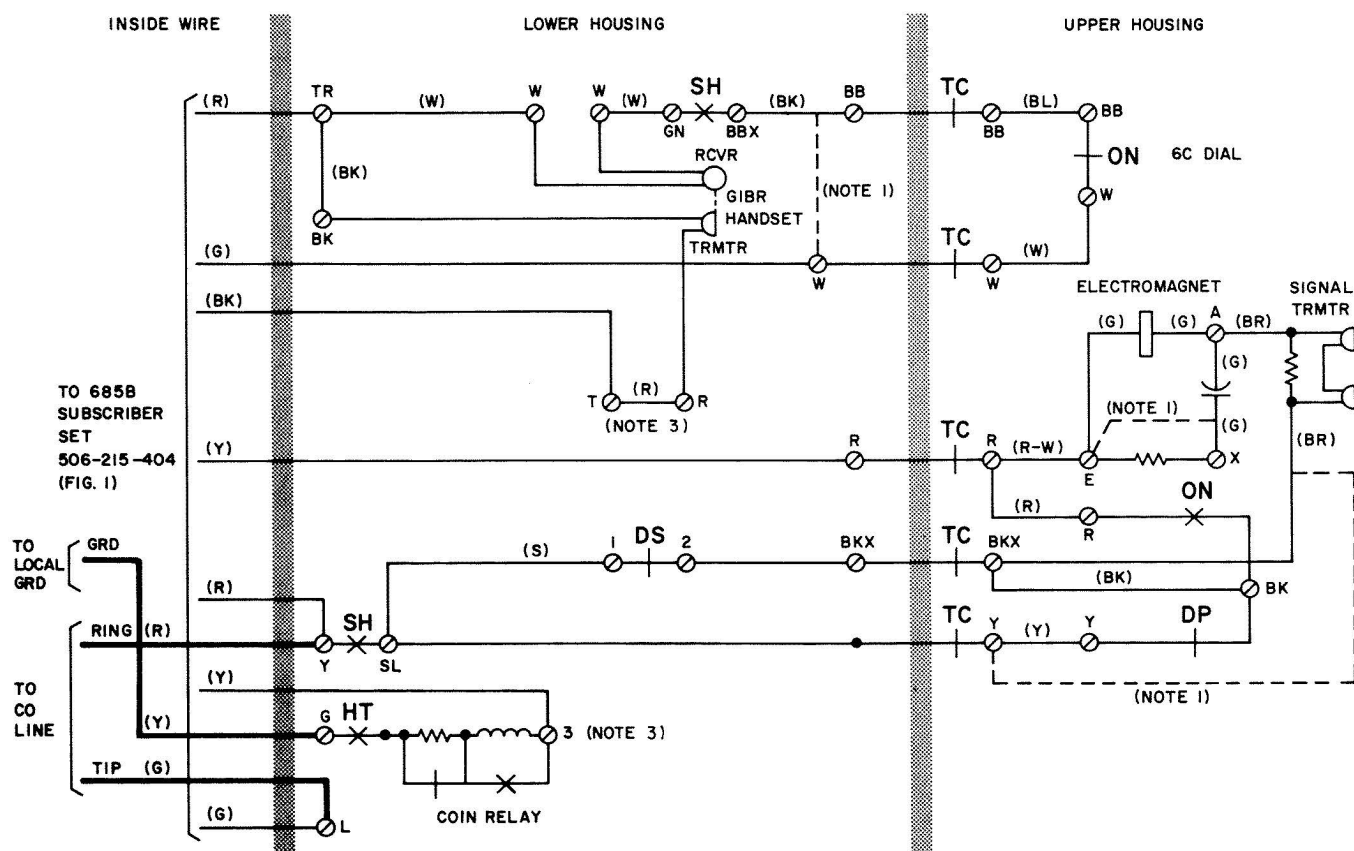 INSIDE WIRE LOWER HOUSING UPPER HOUSING
SH
TC
(R) TR (W) W W (W) (BK) BB (BL) BB
GN BBX BB
RCVR
ON 6C DIAL
(BK)
(NOTE 1)
GIBR
HANDSET
W
BK TRMTR
TC
(G) (W)
W W
ELECTROMAGNET SIGNAL
TRMTR
(BK) (G) (G) A (BR)
(G)
TO 685B
SUBSCRIBER
SET
506-215-404
(FIG. 1)
T (R) R
(NOTE 3)
(NOTE 1)
TC
(G)
(BR)
(Y) R R (R-W)
E X
(R) ON
R
TO
LOCAL
GRD
GRD
(S) 1 DS 2 BKX TC BKX
(BK) BK
(R)
SH TC DP
RING (R) Y (Y) Y
Y SL
(NOTE 1)
TO
CO
LINE
(Y)
(Y) G HT 3 (NOTE 3)
TIP (G)
COIN RELAY
(G) L